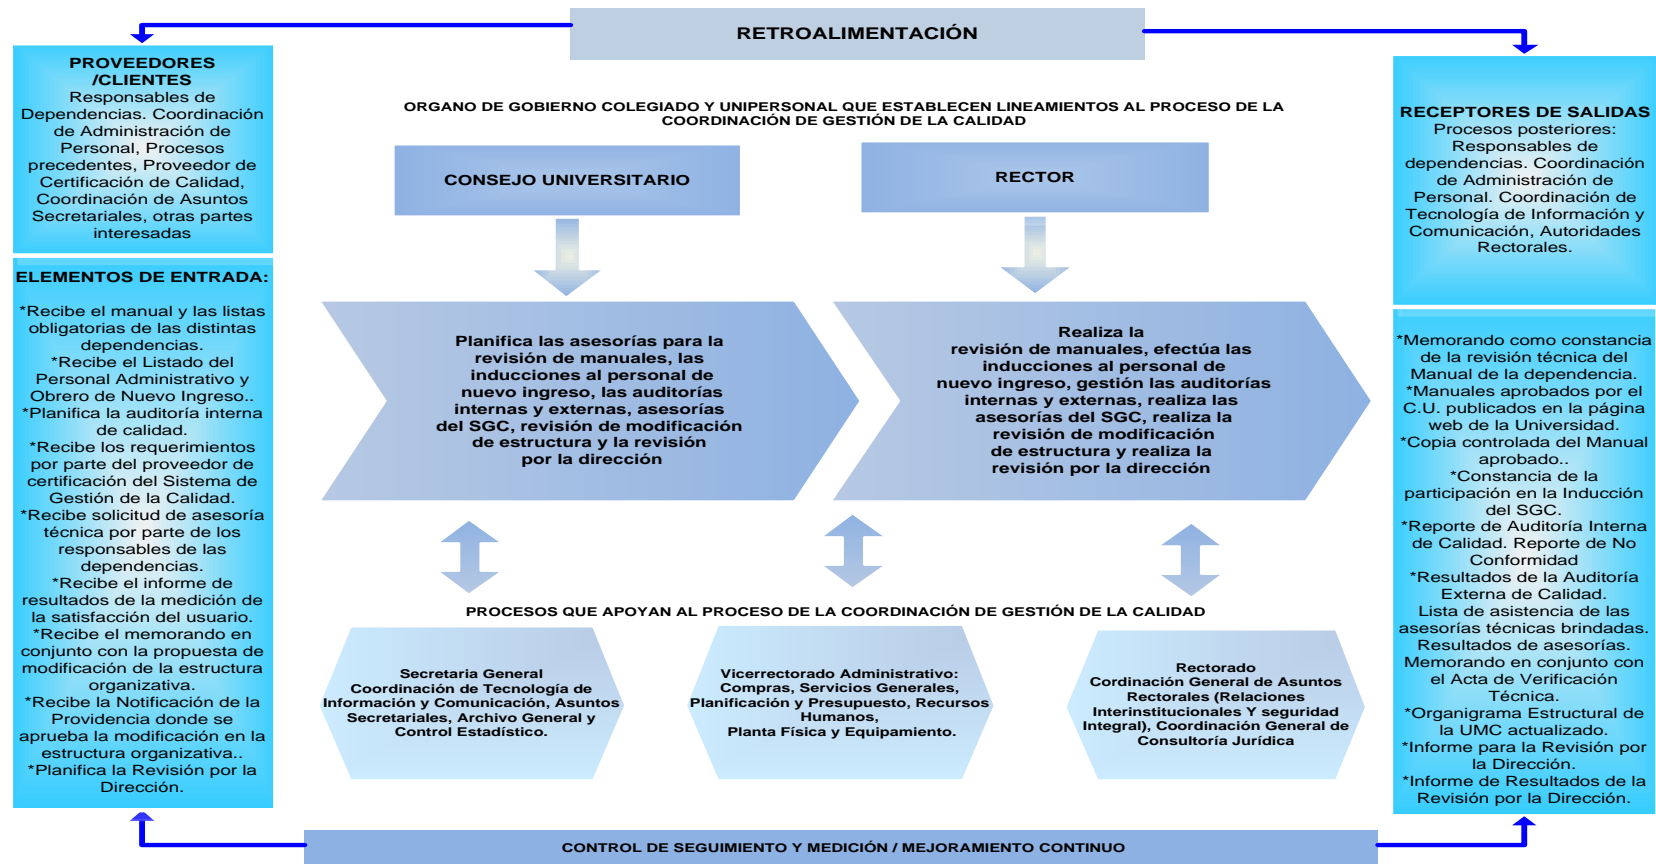 RETROALIMENTACIÓN
PROVEEDORES
/CLIENTES
Responsables de
Dependencias. Coordinación
de Administración de
Personal, Procesos
precedentes, Proveedor de
Certificación de Calidad,
Coordinación de Asuntos
Secretariales, otras partes
interesadas
ELEMENTOS DE ENTRADA:
*Recibe el manual y las listas
obligatorias de las distintas
dependencias.
*Recibe el Listado del
Personal Administrativo y
Obrero de Nuevo Ingreso..
*Planifica la auditoría interna
de calidad.
*Recibe los requerimientos
por parte del proveedor de
certificación del Sistema de
Gestión de la Calidad.
*Recibe solicitud de asesoría
técnica por parte de los
responsables de las
dependencias.
*Recibe el informe de
resultados de la medición de
la satisfacción del usuario.
*Recibe el memorando en
conjunto con la propuesta de
modificación de la estructura
organizativa.
*Recibe la Notificación de la
Providencia donde se
aprueba la modificación en la
estructura organizativa..
*Planifica la Revisión por la
Dirección.
ORGANO DE GOBIERNO COLEGIADO Y UNIPERSONAL QUE ESTABLECEN LINEAMIENTOS AL PROCESO DE LA
COORDINACIÓN DE GESTIÓN DE LA CALIDAD
CONSEJO UNIVERSITARIO
RECTOR
Planifica las asesorías para la
revisión de manuales, las
inducciones al personal de
nuevo ingreso, las auditorías
internas y externas, asesorías
del SGC, revisión de modificación
de estructura y la revisión
por la dirección
Realiza la
revisión de manuales, efectúa las
inducciones al personal de
nuevo ingreso, gestión las auditorías
internas y externas, realiza las
asesorías del SGC, realiza la
revisión de modificación
de estructura y realiza la
revisión por la dirección
PROCESOS QUE APOYAN AL PROCESO DE LA COORDINACIÓN DE GESTIÓN DE LA CALIDAD
Secretaria General
Coordinación de Tecnología de
Información y Comunicación, Asuntos
Secretariales, Archivo General y
Control Estadístico.
Vicerrectorado Administrativo:
Compras, Servicios Generales,
Planificación y Presupuesto, Recursos
Humanos,
Planta Física y Equipamiento.
Rectorado
Cordinación General de Asuntos
Rectorales (Relaciones
Interinstitucionales Y seguridad
Integral), Coordinación General de
Consultoría Jurídica
RECEPTORES DE SALIDAS
Procesos posteriores:
Responsables de
dependencias. Coordinación
de Administración de
Personal. Coordinación de
Tecnología de Información y
Comunicación, Autoridades
Rectorales.
*Memorando como constancia
de la revisión técnica del
Manual de la dependencia.
*Manuales aprobados por el
C.U. publicados en la página
web de la Universidad.
*Copia controlada del Manual
aprobado..
*Constancia de la
participación en la Inducción
del SGC.
*Reporte de Auditoría Interna
de Calidad. Reporte de No
Conformidad
*Resultados de la Auditoría
Externa de Calidad.
Lista de asistencia de las
asesorías técnicas brindadas.
Resultados de asesorías.
Memorando en conjunto con
el Acta de Verificación
Técnica.
*Organigrama Estructural de
la UMC actualizado.
*Informe para la Revisión por
la Dirección.
*Informe de Resultados de la
Revisión por la Dirección.
CONTROL DE SEGUIMIENTO Y MEDICIÓN / MEJORAMIENTO CONTINUO